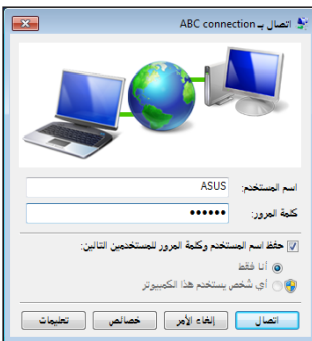 اتصال بـ ABC connection
اسم المستخدم: ASUS
كلمة المرور: ••••••
حفظ اسم المستخدم وكلمة المرور للمستخدمين التاليين:
أنا فقط
أي شخص يستخدم هذا الكمبيوتر
اتصال إلغاء الأمر خصائص تعليمات